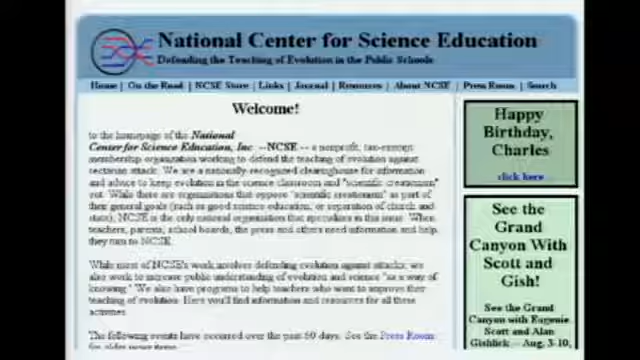 National Center for Science Education
Defending the Teaching of Evolution in the Public Schools
Home | On the Road | NCSE Store | Links | Journal | Resources | About NCSE | Press Room | Search
Welcome!
to the homepage of the National
Center for Science Education, Inc --NCSE -- a nonprofit, tax-exempt
membership organization working to defend the teaching of evolution against
sectarian attack. We are a nationally-recognized clearinghouse for information
and advice to keep evolution in the science classroom and "scientific creationism"
out. While there are organizations that oppose "scientific creationism" as part of
their general goals (such as good science education, or separation of church and
state), NCSE is the only national organization that specializes in this issue. When
teachers, parents, school boards, the press and others need information and help,
they turn to NCSE.
While most of NCSE's work involves defending evolution against attacks, we
also work to increase public understanding of evolution and science "as a way of
knowing." We also have programs to help teachers who want to improve their
teaching of evolution. Here you'll find information and resources for all these
activities.
The following events have occurred over the past 60 days. See the Press Room
for older news items.
Happy
Birthday,
Charles
click here
See the
Grand
Canyon With
Scott and
Gish!
See the Grand
Canyon with Eugenie
Scott and Alan
Gishlick -- Aug. 3-10,